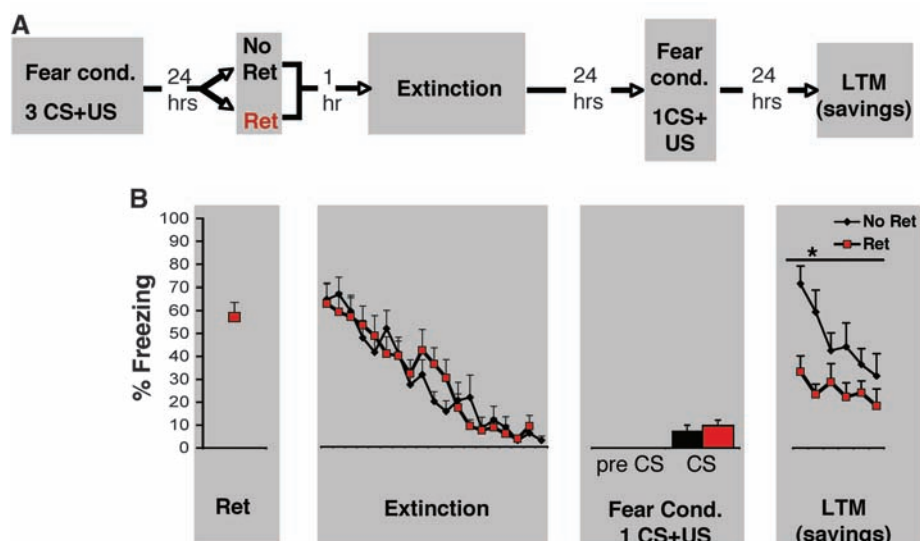 A
Fear cond.
3 CS+US
24
hrs
No
Ret
Ret
1
hr
Extinction
24
hrs
Fear
cond.
1CS+
US
24
hrs
LTM
(savings)
B
% Freezing
100
90
80
70
60
50
40
30
20
10
0
Ret
Extinction
pre CS CS
Fear Cond.
1 CS+US
No Ret
Ret
*
LTM
(savings)